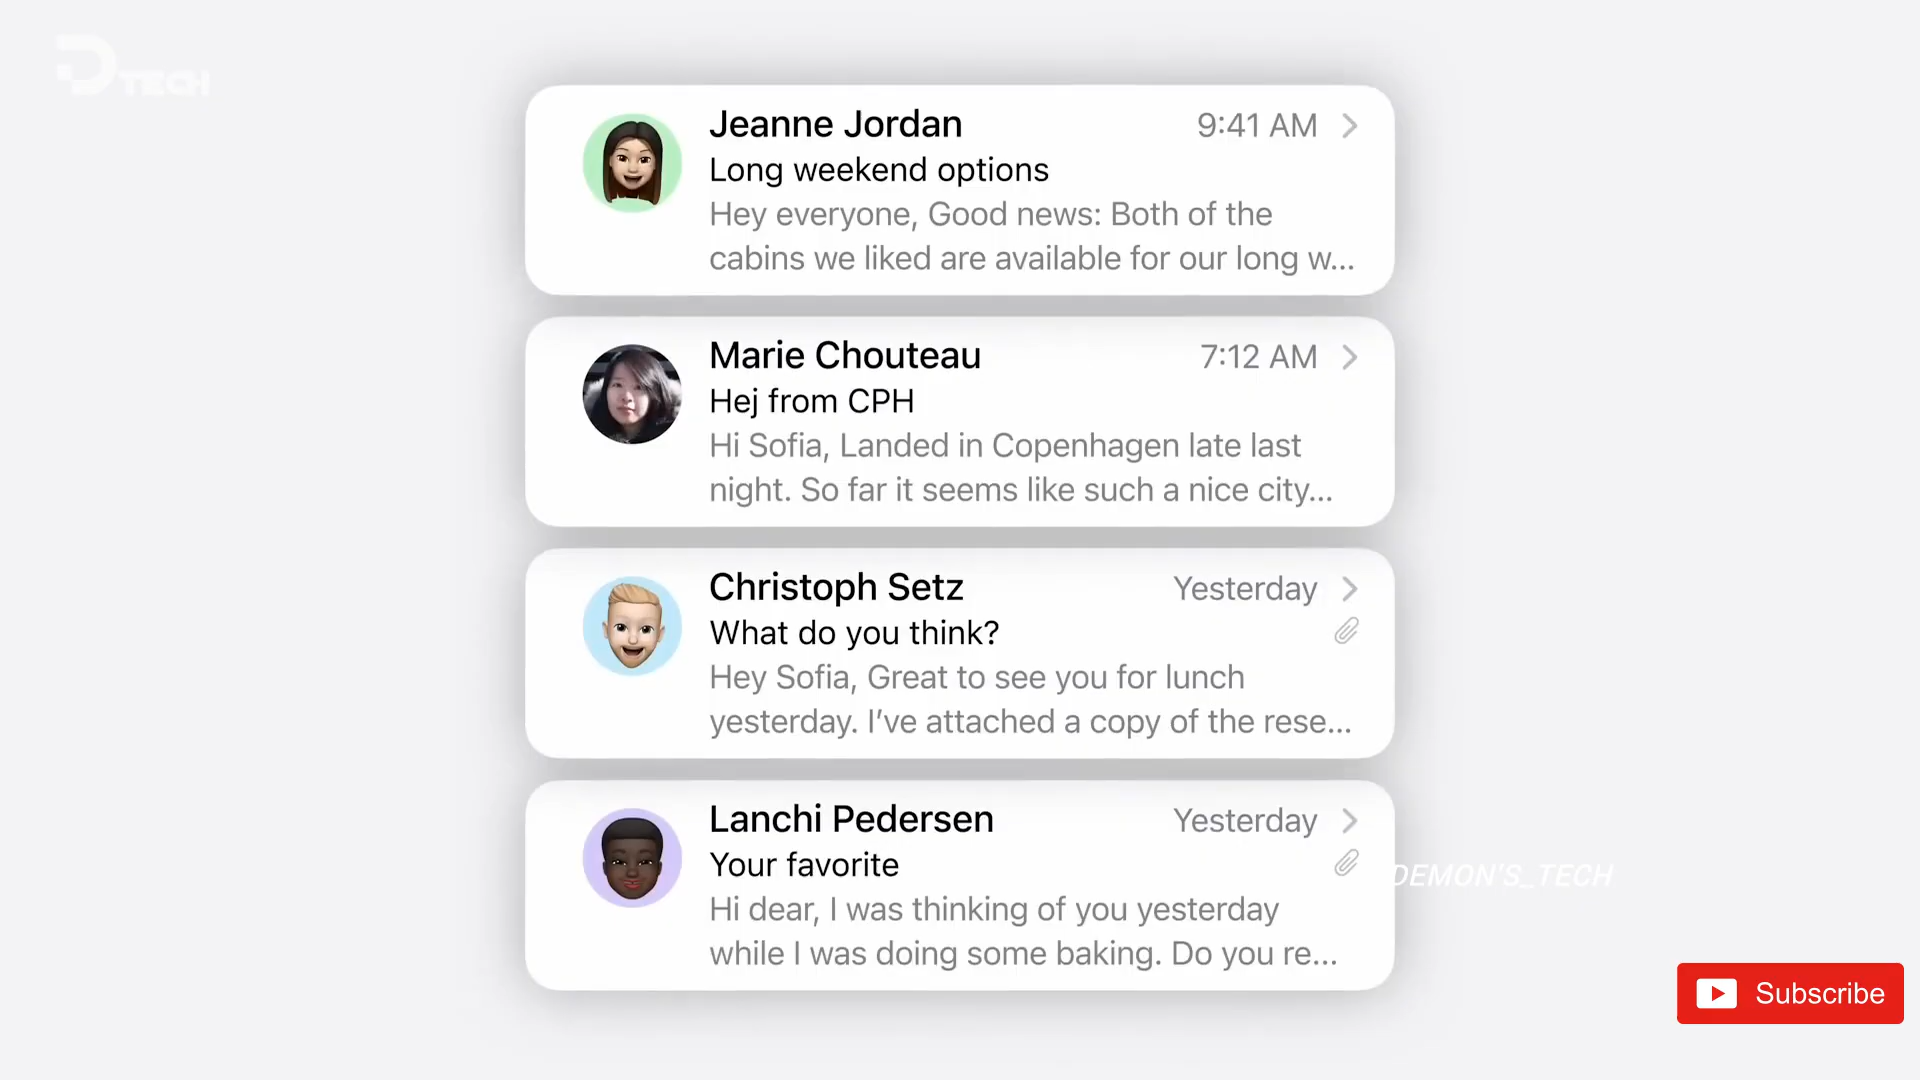 D TECH
Jeanne Jordan 9:41 AM
Long weekend options
Hey everyone, Good news: Both of the
cabins we liked are available for our long w...
Marie Chouteau 7:12 AM
Hej from CPH
Hi Sofia, Landed in Copenhagen late last
night. So far it seems like such a nice city...
Christoph Setz Yesterday
What do you think?
Hey Sofia, Great to see you for lunch
yesterday. I’ve attached a copy of the rese...
Lanchi Pedersen Yesterday
Your favorite
DEMON'S_TECH
Hi dear, I was thinking of you yesterday
while I was doing some baking. Do you re...
Subscribe